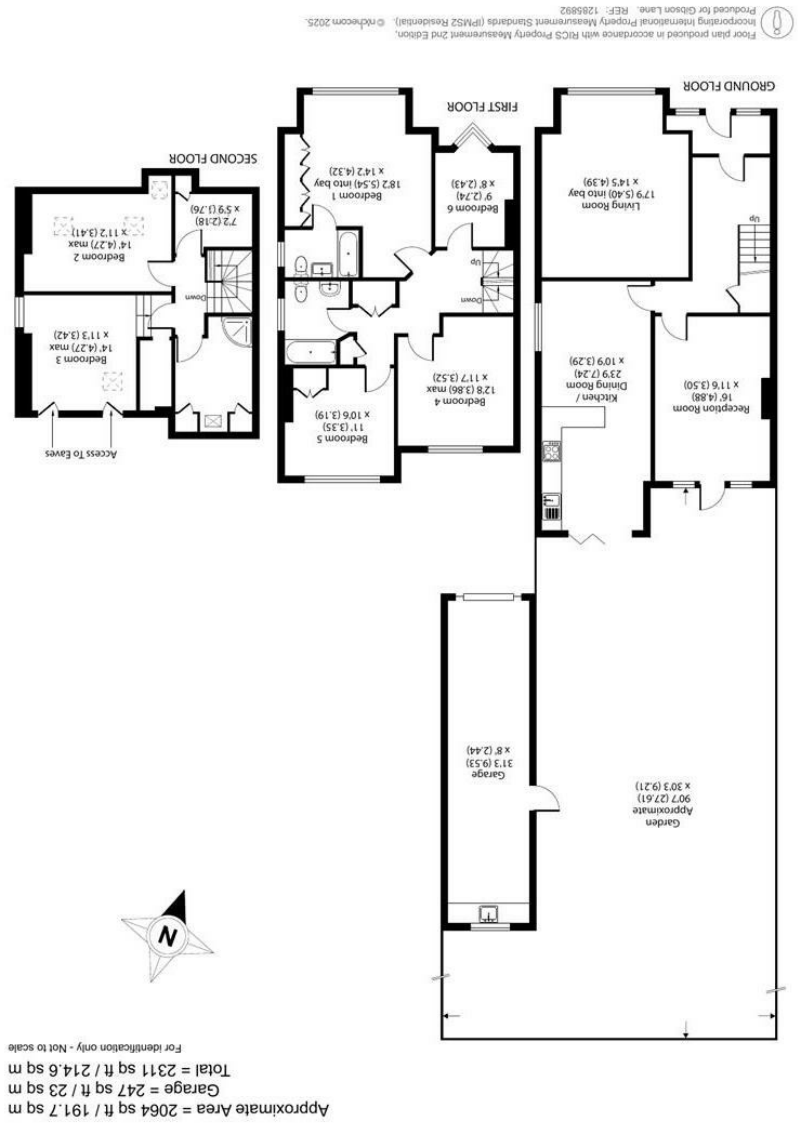 Approximate Area = 2064 sq ft / 191.7 sq m
Garage = 247 sq ft / 23 sq m
Total = 2311 sq ft / 214.6 sq m
For identification only - Not to scale
N
Garden
Approximate
90'7 (27.61)
x 30'3 (9.21)
Garage
31'3 (9.53)
x 8' (2.44)
Reception Room
16' (4.88)
x 11'6 (3.50)
Kitchen /
Dining Room
23'9 (7.24)
x 10'9 (3.29)
Up
Living Room
17'9 (5.40) into bay
x 14'5 (4.39)
GROUND FLOOR
Bedroom 4
12'8 (3.86) max
x 11'7 (3.52)
Bedroom 5
11' (3.35)
x 10'6 (3.19)
Down
Up
Bedroom 6
9' (2.74)
x 8' (2.43)
Bedroom 1
18'2 (5.54) into bay
x 14'2 (4.32)
FIRST FLOOR
Access To Eaves
Bedroom 3
14' (4.27) max
x 11'3 (3.42)
Down
Bedroom 2
14' (4.27) max
x 11'2 (3.41)
7'2 (2.18)
x 5'9 (1.76)
SECOND FLOOR
Floor plan produced in accordance with RICS Property Measurement 2nd Edition,
Incorporating International Property Measurement Standards (IPMS2 Residential). © nichecom 2025.
Produced for Gibson Lane. REF: 1285892